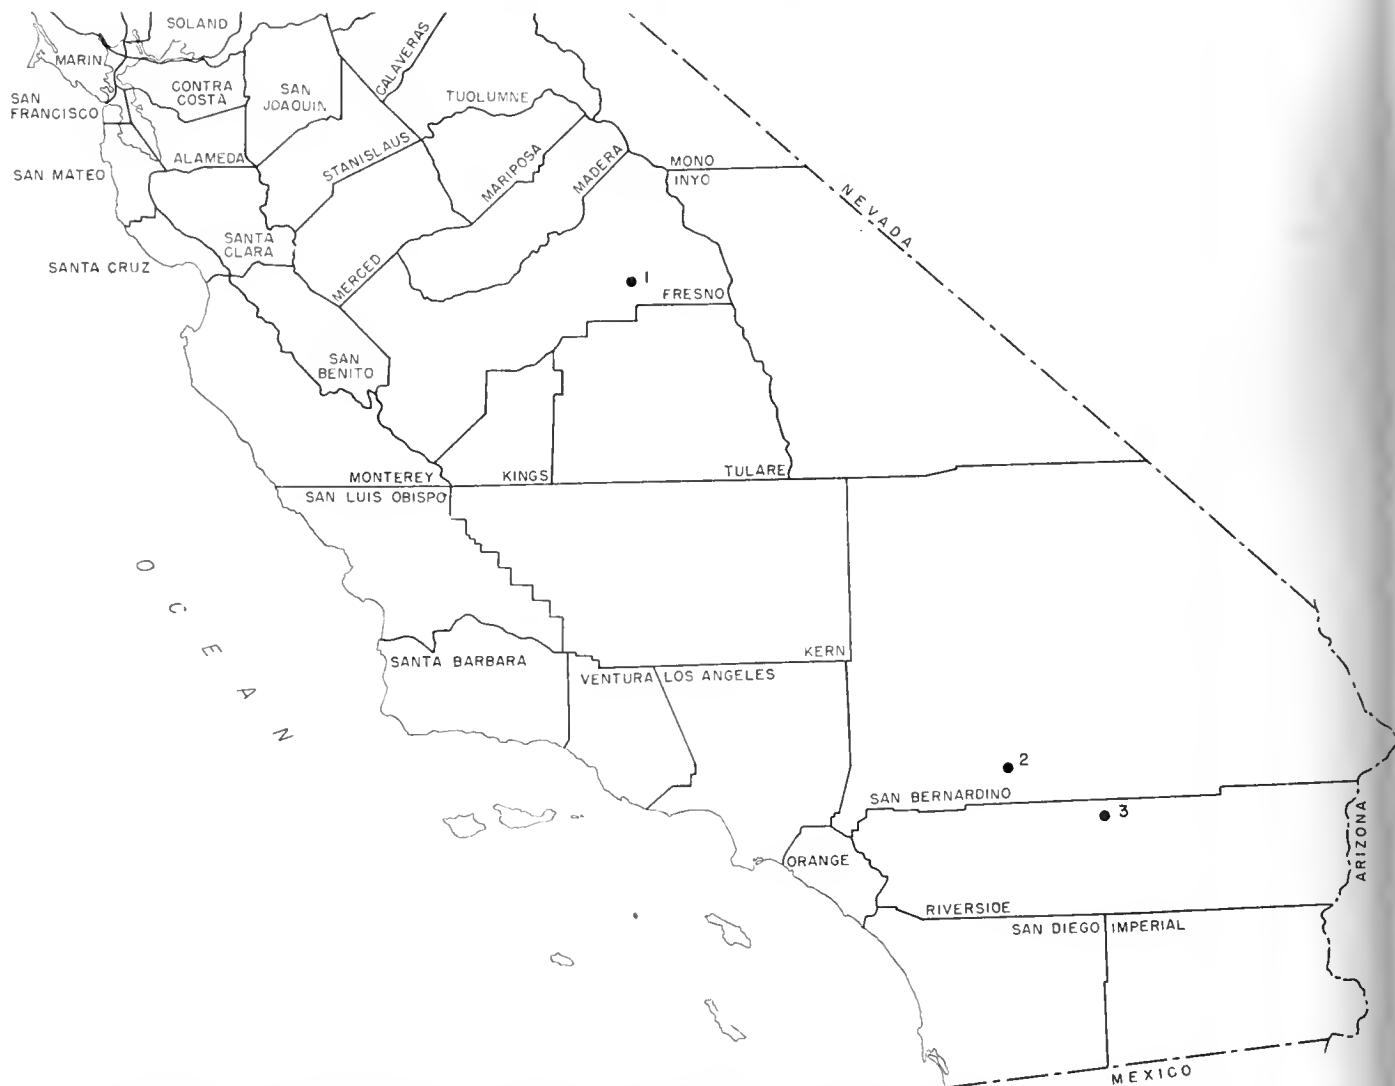 SOLAND
MARIN
CONTRA
COSTA
SAN
JOAQUIN
CALAVERAS
TUOLUMNE
SAN
FRANCISCO
STANISLAUS
ALAMEDA
MARIPOSA
MADERA
MONO
INYO
SAN MATEO
NEVADA
SANTA
CLARA
SANTA CRUZ
MERCED
1
FRESNO
SAN
BENITO
MONTEREY
KINGS
TULARE
SAN LUIS OBISPO
OCEAN
KERN
SANTA BARBARA
VENTURA
LOS ANGELES
2
SAN BERNARDINO
3
ARIZONA
ORANGE
RIVERSIDE
SAN DIEGO
IMPERIAL
MEXICO